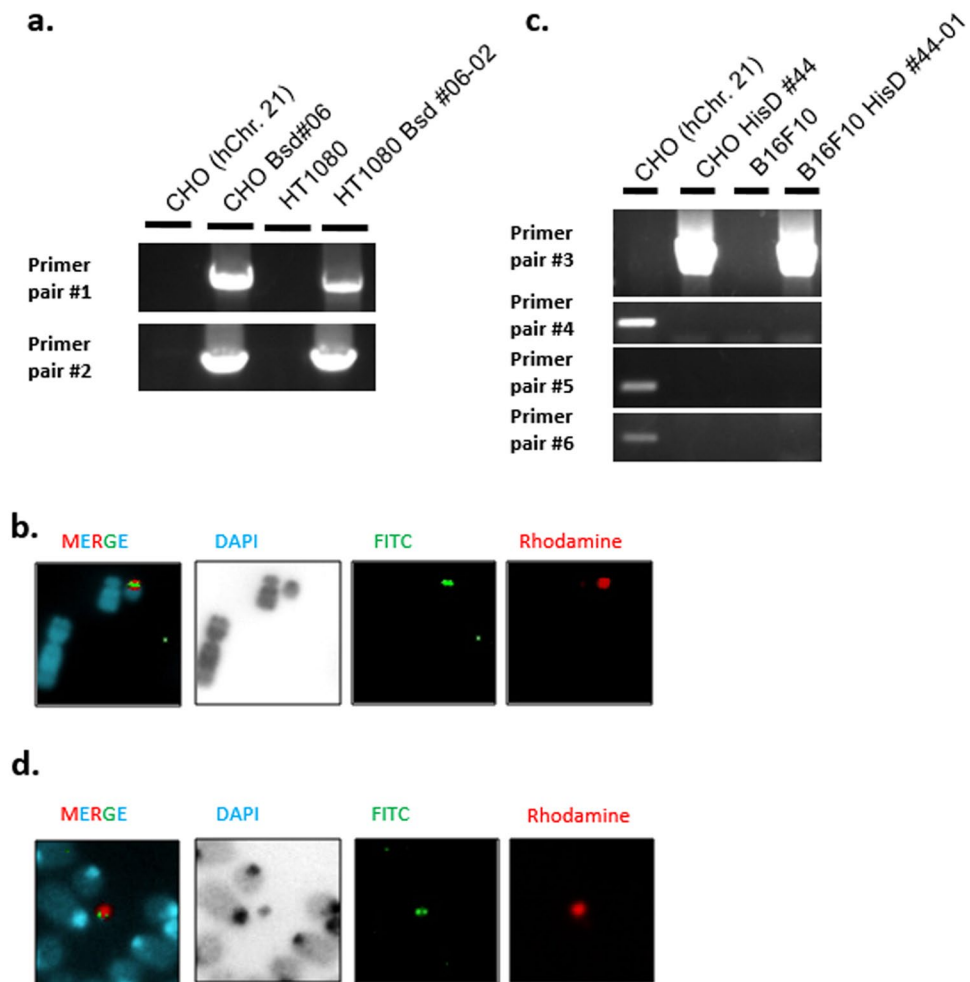 a.
CHO (hChr. 21)
CHO Bsd#06
HT1080
HT1080 Bsd #06-02
Primer
pair #1
Primer
pair #2
c.
CHO (hChr. 21)
CHO HisD #44
B16F10
B16F10 HisD #44-01
Primer
pair #3
Primer
pair #4
Primer
pair #5
Primer
pair #6
b.
MERGE
DAPI
FITC
Rhodamine
d.
MERGE
DAPI
FITC
Rhodamine